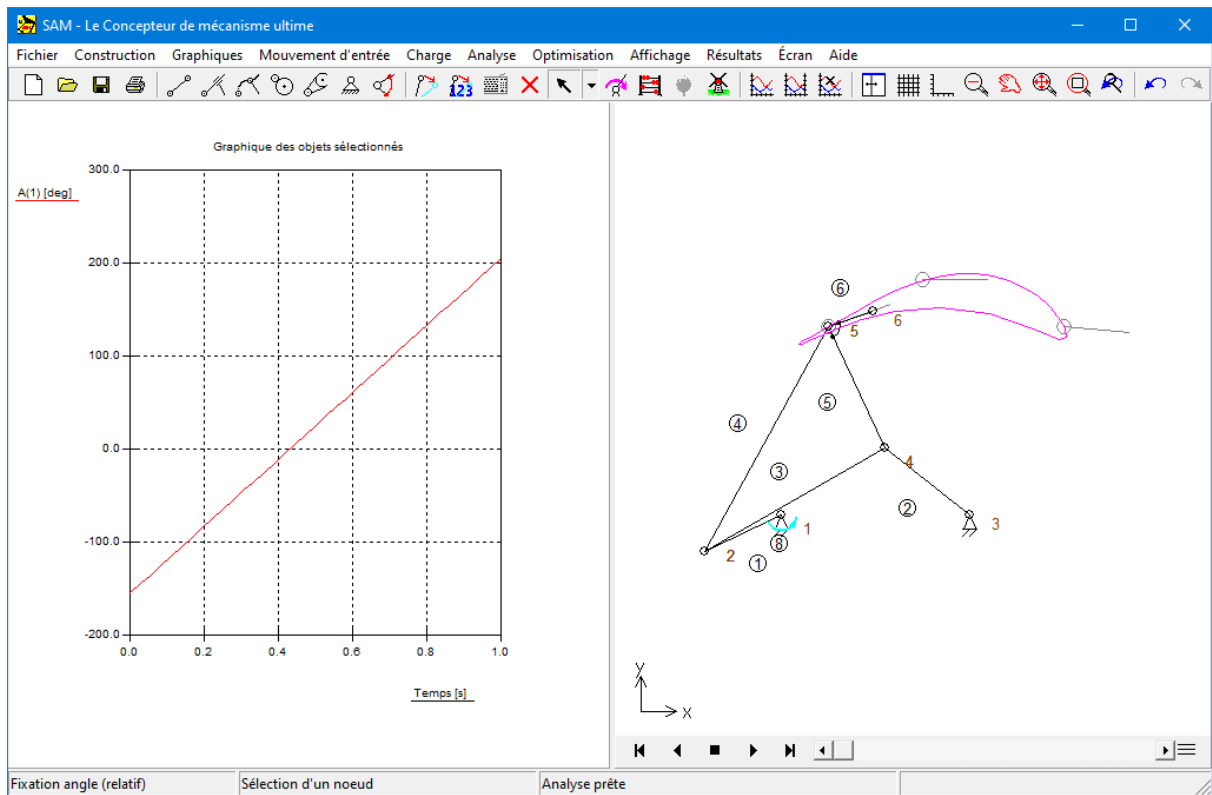 SAM - Le Concepteur de mécanisme ultime
Fichier Construction Graphiques Mouvement d'entrée Charge Analyse Optimisation Affichage Résultats Écran Aide
123
Graphique des objets sélectionnés
A(1) [deg]
300.0
200.0
100.0
0.0
-100.0
-200.0
0.0 0.2 0.4 0.6 0.8 1.0
Temps [s]
6
6
5
5
4
3
4
2
1
3
8
2
1
y
x
Fixation angle (relatif) Sélection d'un noeud Analyse prête